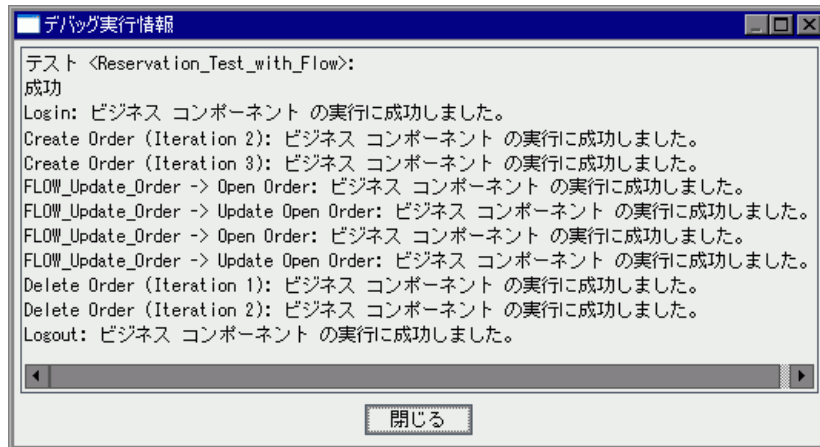 デバッグ実行情報
テスト <Reservation_Test_with_Flow>:
成功
Login: ビジネス コンポーネント の実行に成功しました。
Create Order (Iteration 2): ビジネス コンポーネント の実行に成功しました。
Create Order (Iteration 3): ビジネス コンポーネント の実行に成功しました。
FLOW_Update_Order -> Open Order: ビジネス コンポーネント の実行に成功しました。
FLOW_Update_Order -> Update Open Order: ビジネス コンポーネント の実行に成功しました。
FLOW_Update_Order -> Open Order: ビジネス コンポーネント の実行に成功しました。
FLOW_Update_Order -> Update Open Order: ビジネス コンポーネント の実行に成功しました。
Delete Order (Iteration 1): ビジネス コンポーネント の実行に成功しました。
Delete Order (Iteration 2): ビジネス コンポーネント の実行に成功しました。
Logout: ビジネス コンポーネント の実行に成功しました。
閉じる